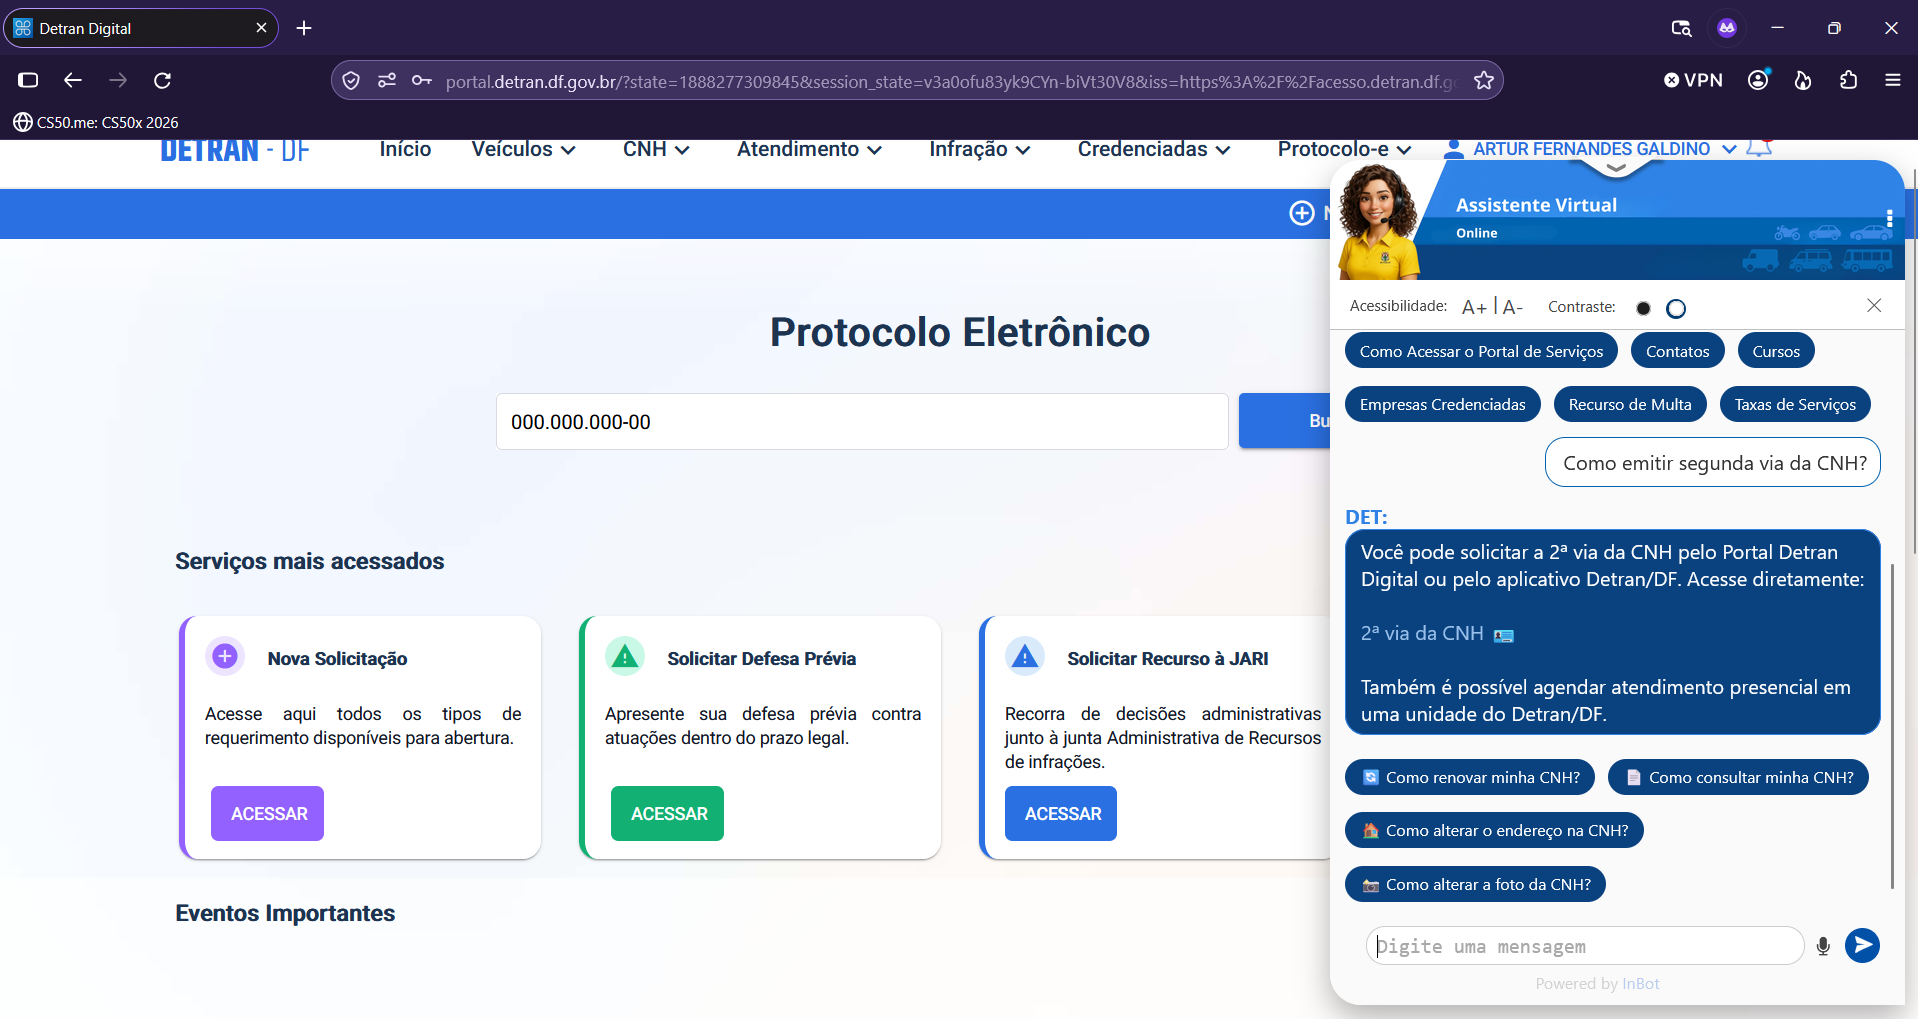 Detran Digital
VPN
portal.detran.df.gov.br/?state=1888277309845&session_state=v3a0ofu83yk9CYn-biVt30V8&iss=https%3A%2F%2Facesso.detran.df.g
CS50.me: CS50x 2026
DETRAN - DF
Início
Veículos
CNH
Atendimento
Infração
Credenciadas
Protocolo-e
ARTUR FERNANDES GALDINO
Protocolo Eletrônico
000.000.000-00
Bu
Serviços mais acessados
Nova Solicitação
Acesse aqui todos os tipos de
requerimento disponíveis para abertura.
ACESSAR
Solicitar Defesa Prévia
Apresente sua defesa prévia contra
atuações dentro do prazo legal.
ACESSAR
Solicitar Recurso à JARI
Recorra de decisões administrativas
junto à junta Administrativa de Recursos
de infrações.
ACESSAR
Eventos Importantes
Assistente Virtual
Online
Acessibilidade: A+ | A- Contraste:
Como Acessar o Portal de Serviços
Contatos
Cursos
Empresas Credenciadas
Recurso de Multa
Taxas de Serviços
Como emitir segunda via da CNH?
DET:
Você pode solicitar a 2ª via da CNH pelo Portal Detran
Digital ou pelo aplicativo Detran/DF. Acesse diretamente:
2ª via da CNH
Também é possível agendar atendimento presencial em
uma unidade do Detran/DF.
Como renovar minha CNH?
Como consultar minha CNH?
Como alterar o endereço na CNH?
Como alterar a foto da CNH?
Digite uma mensagem
Powered by InBot